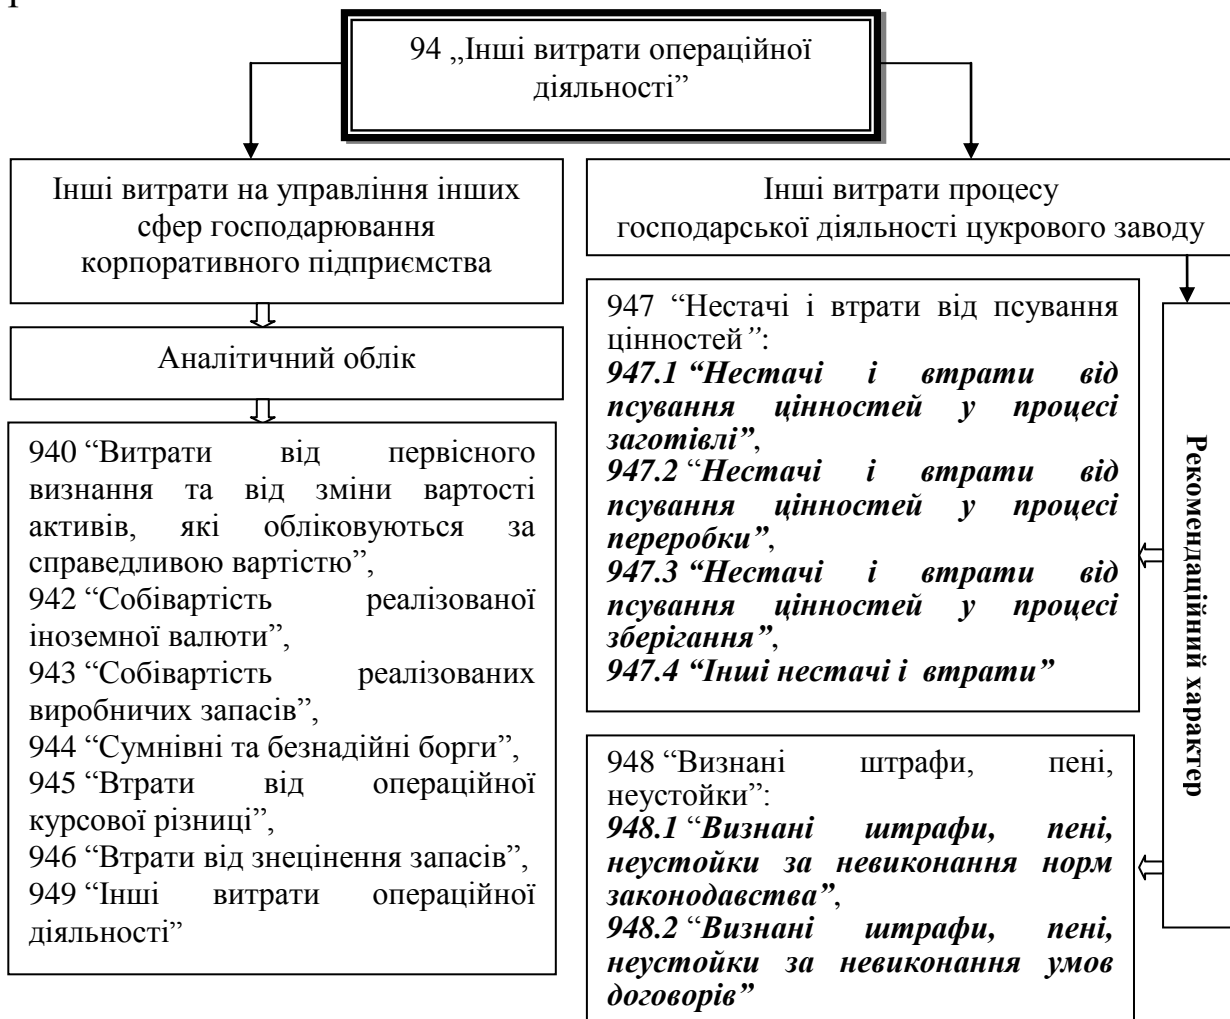 р
94 „Інші витрати операційної
діяльності”
Інші витрати на управління інших
сфер господарювання
корпоративного підприємства
Аналітичний облік
940 “Витрати від первісного
визнання та від зміни вартості
активів, які обліковуються за
справедливою вартістю”,
942 “Собівартість реалізованої
іноземної валюти”,
943 “Собівартість реалізованих
виробничих запасів”,
944 “Сумнівні та безнадійні борги”,
945 “Втрати від операційної
курсової різниці”,
946 “Втрати від знецінення запасів”,
949 “Інші витрати операційної
діяльності”
Інші витрати процесу
господарської діяльності цукрового заводу
947 “Нестачі і втрати від псування
цінностей”:
947.1 “Нестачі і втрати від
псування цінностей у процесі
заготівлі”,
947.2 “Нестачі і втрати від
псування цінностей у процесі
переробки”,
947.3 “Нестачі і втрати від
псування цінностей у процесі
зберігання”,
947.4 “Інші нестачі і втрати”
948 “Визнані штрафи, пені,
неустойки”:
948.1 “Визнані штрафи, пені,
неустойки за невиконання норм
законодавства”,
948.2 “Визнані штрафи, пені,
неустойки за невиконання умов
договорів”
Рекомендаційний характер